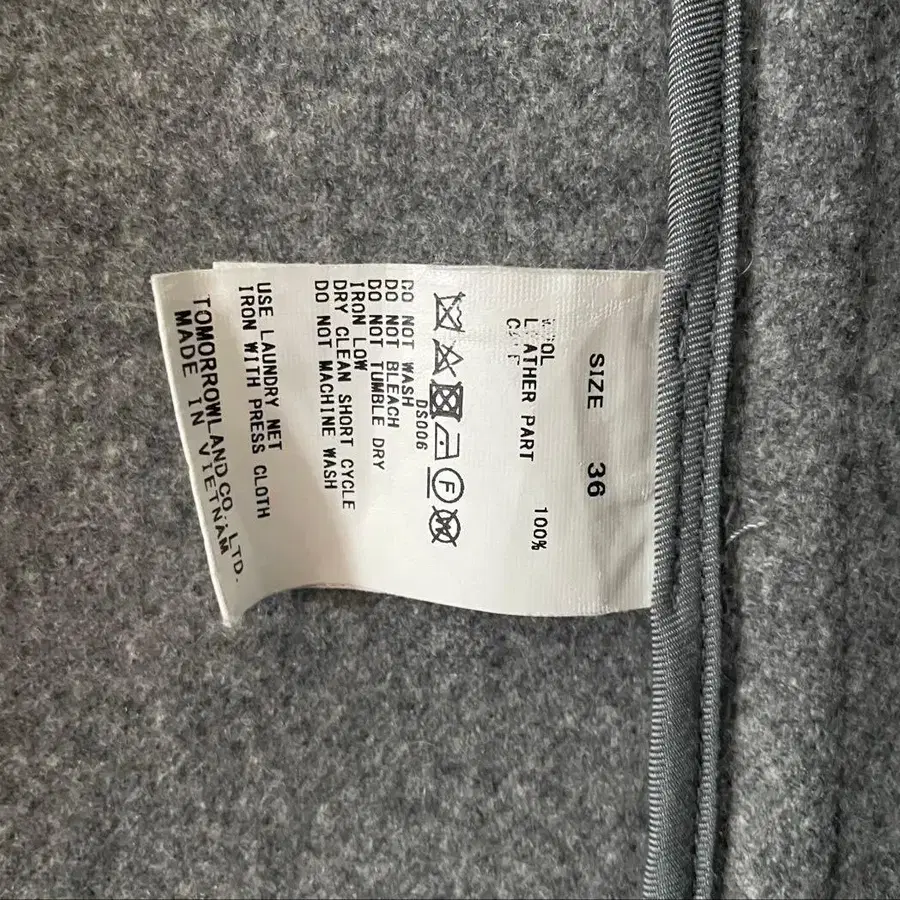 SIZE 36
100%
LEATHER PART
DS006
DO NOT WASH
DO NOT BLEACH
DO NOT TUMBLE DRY
IRON LOW
DRY CLEAN SHORT CYCLE
DO NOT MACHINE WASH
USE LAUNDRY NET
IRON WITH PRESS CLOTH
TOMORROWLAND CO., LTD.
MADE IN VIETNAM